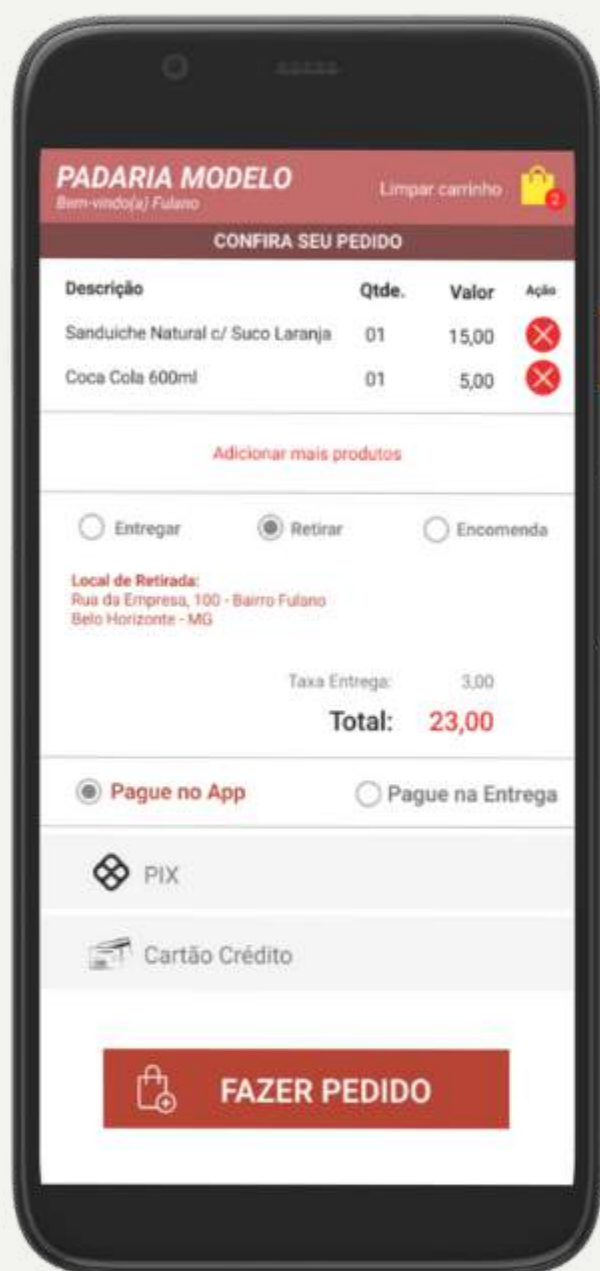 PADARIA MODELO
Bem-vindo(a) Fulano
Limpar carrinho
2
CONFIRA SEU PEDIDO
Descrição Qtde. Valor Ação
Sanduiche Natural c/ Suco Laranja 01 15,00
Coca Cola 600ml 01 5,00
Adicionar mais produtos
Entregar Retirar Encomenda
Local de Retirada:
Rua da Empresa, 100 - Bairro Fulano
Belo Horizonte - MG
Taxa Entrega: 3,00
Total: 23,00
Pague no App Pague na Entrega
PIX
Cartão Crédito
FAZER PEDIDO